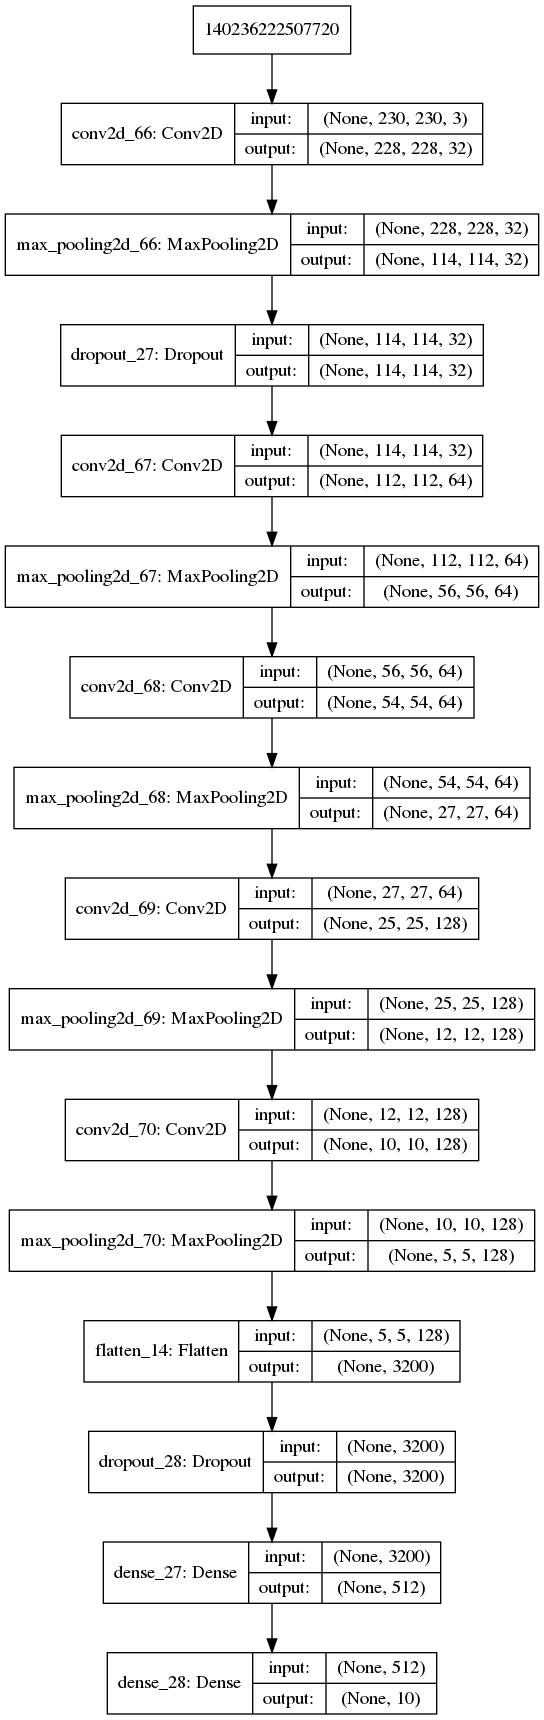 140236222507720
conv2d_66: Conv2D
input: (None, 230, 230, 3)
output: (None, 228, 228, 32)
max_pooling2d_66: MaxPooling2D
input: (None, 228, 228, 32)
output: (None, 114, 114, 32)
dropout_27: Dropout
input: (None, 114, 114, 32)
output: (None, 114, 114, 32)
conv2d_67: Conv2D
input: (None, 114, 114, 32)
output: (None, 112, 112, 64)
max_pooling2d_67: MaxPooling2D
input: (None, 112, 112, 64)
output: (None, 56, 56, 64)
conv2d_68: Conv2D
input: (None, 56, 56, 64)
output: (None, 54, 54, 64)
max_pooling2d_68: MaxPooling2D
input: (None, 54, 54, 64)
output: (None, 27, 27, 64)
conv2d_69: Conv2D
input: (None, 27, 27, 64)
output: (None, 25, 25, 128)
max_pooling2d_69: MaxPooling2D
input: (None, 25, 25, 128)
output: (None, 12, 12, 128)
conv2d_70: Conv2D
input: (None, 12, 12, 128)
output: (None, 10, 10, 128)
max_pooling2d_70: MaxPooling2D
input: (None, 10, 10, 128)
output: (None, 5, 5, 128)
flatten_14: Flatten
input: (None, 5, 5, 128)
output: (None, 3200)
dropout_28: Dropout
input: (None, 3200)
output: (None, 3200)
dense_27: Dense
input: (None, 3200)
output: (None, 512)
dense_28: Dense
input: (None, 512)
output: (None, 10)